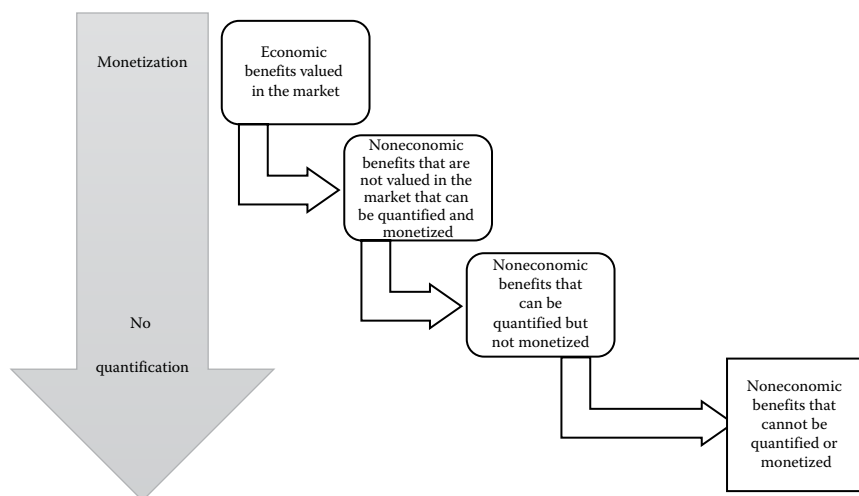 Monetization
Economic
benefits valued
in the market
Noneconomic
benefits that are
not valued in the
market that can
be quantified and
monetized
Noneconomic
benefits that
can be
quantified but
not monetized
No
quantification
Noneconomic
benefits that
cannot be
quantified or
monetized